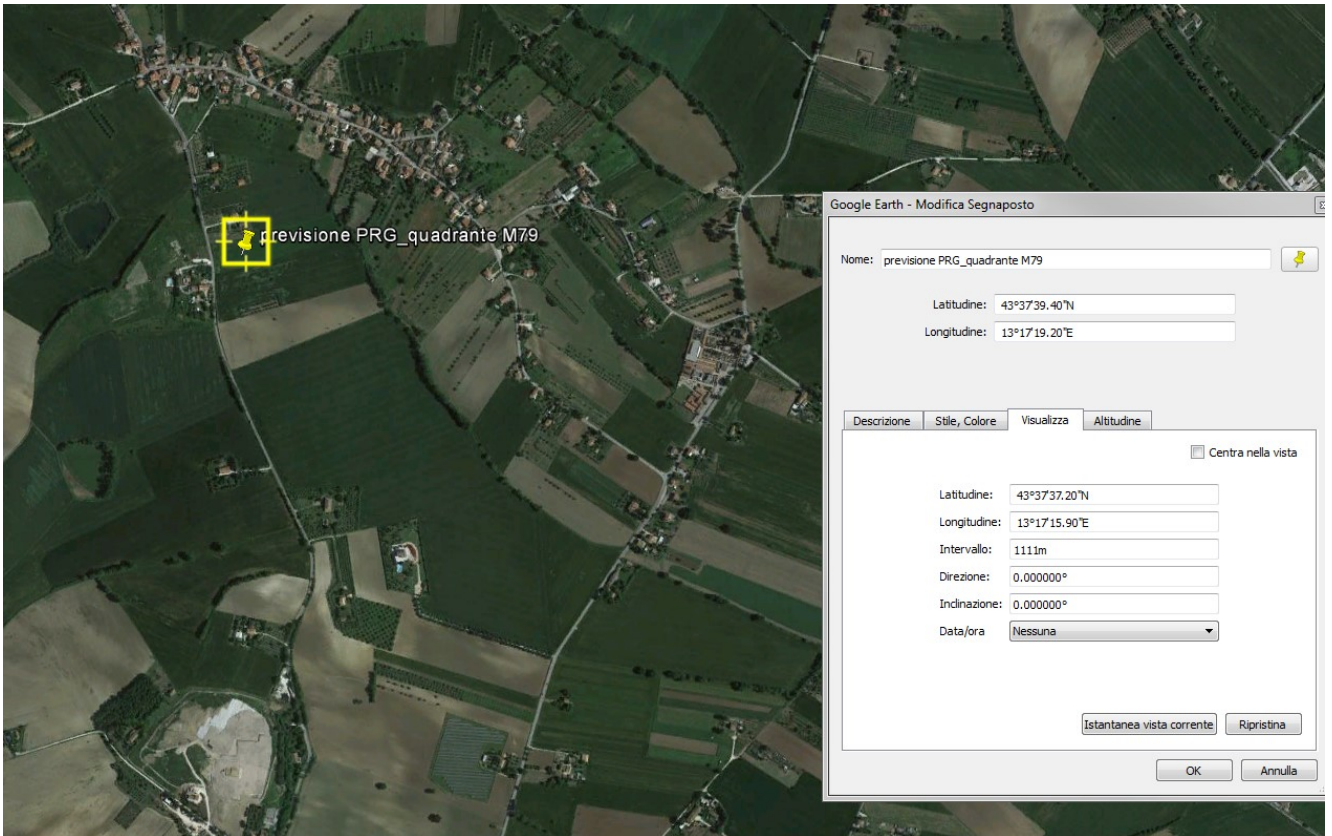 previsione PRG_quadrante M79
Google Earth - Modifica Segnaposto
Nome: previsione PRG_quadrante M79
Latitudine: 43°37'39.40"N
Longitudine: 13°17'19.20"E
Descrizione Stile, Colore Visualizza Altitudine
Centra nella vista
Latitudine: 43°37'37.20"N
Longitudine: 13°17'15.90"E
Intervallo: 1111m
Direzione: 0.000000°
Inclinazione: 0.000000°
Data/ora Nessuna
Istantanea vista corrente Ripristina
OK Annulla